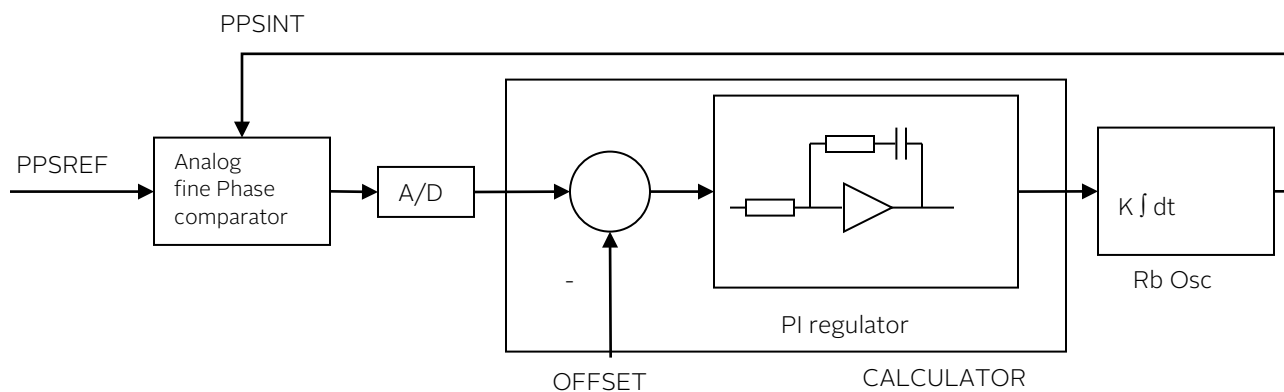 PPSINT
PPSREF
Analog
fine Phase
comparator
A/D
K ∫ dt
Rb Osc
-
PI regulator
OFFSET
CALCULATOR